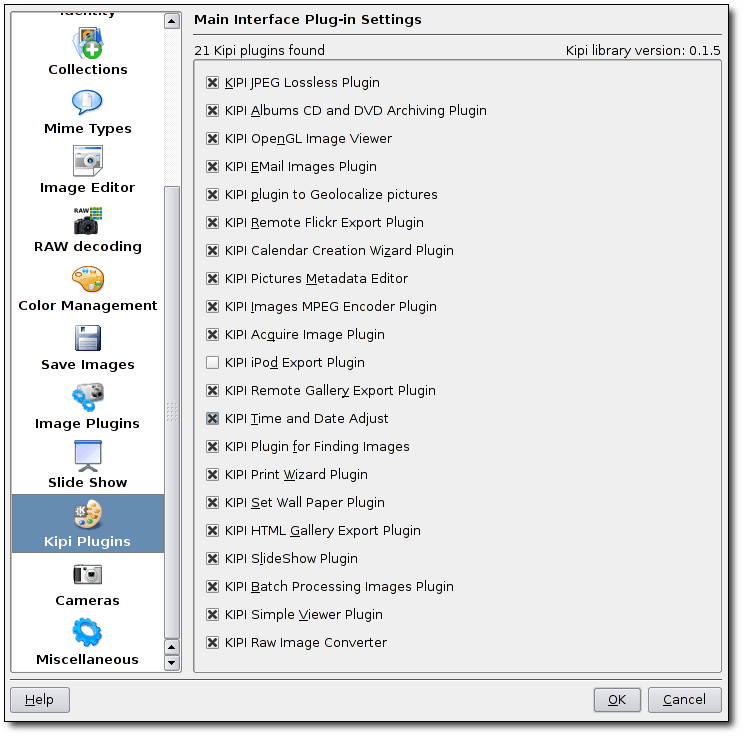 Identity
Collections
Mime Types
Image Editor
RAW
RAW decoding
Color Management
Save Images
Image Plugins
Slide Show
Kipi Plugins
Cameras
Miscellaneous
Main Interface Plug-in Settings
21 Kipi plugins found
Kipi library version: 0.1.5
KIPI JPEG Lossless Plugin
KIPI Albums CD and DVD Archiving Plugin
KIPI OpenGL Image Viewer
KIPI EMail Images Plugin
KIPI plugin to Geolocalize pictures
KIPI Remote Flickr Export Plugin
KIPI Calendar Creation Wizard Plugin
KIPI Pictures Metadata Editor
KIPI Images MPEG Encoder Plugin
KIPI Acquire Image Plugin
KIPI iPod Export Plugin
KIPI Remote Gallery Export Plugin
KIPI Time and Date Adjust
KIPI Plugin for Finding Images
KIPI Print Wizard Plugin
KIPI Set Wall Paper Plugin
KIPI HTML Gallery Export Plugin
KIPI SlideShow Plugin
KIPI Batch Processing Images Plugin
KIPI Simple Viewer Plugin
KIPI Raw Image Converter
Help
OK
Cancel